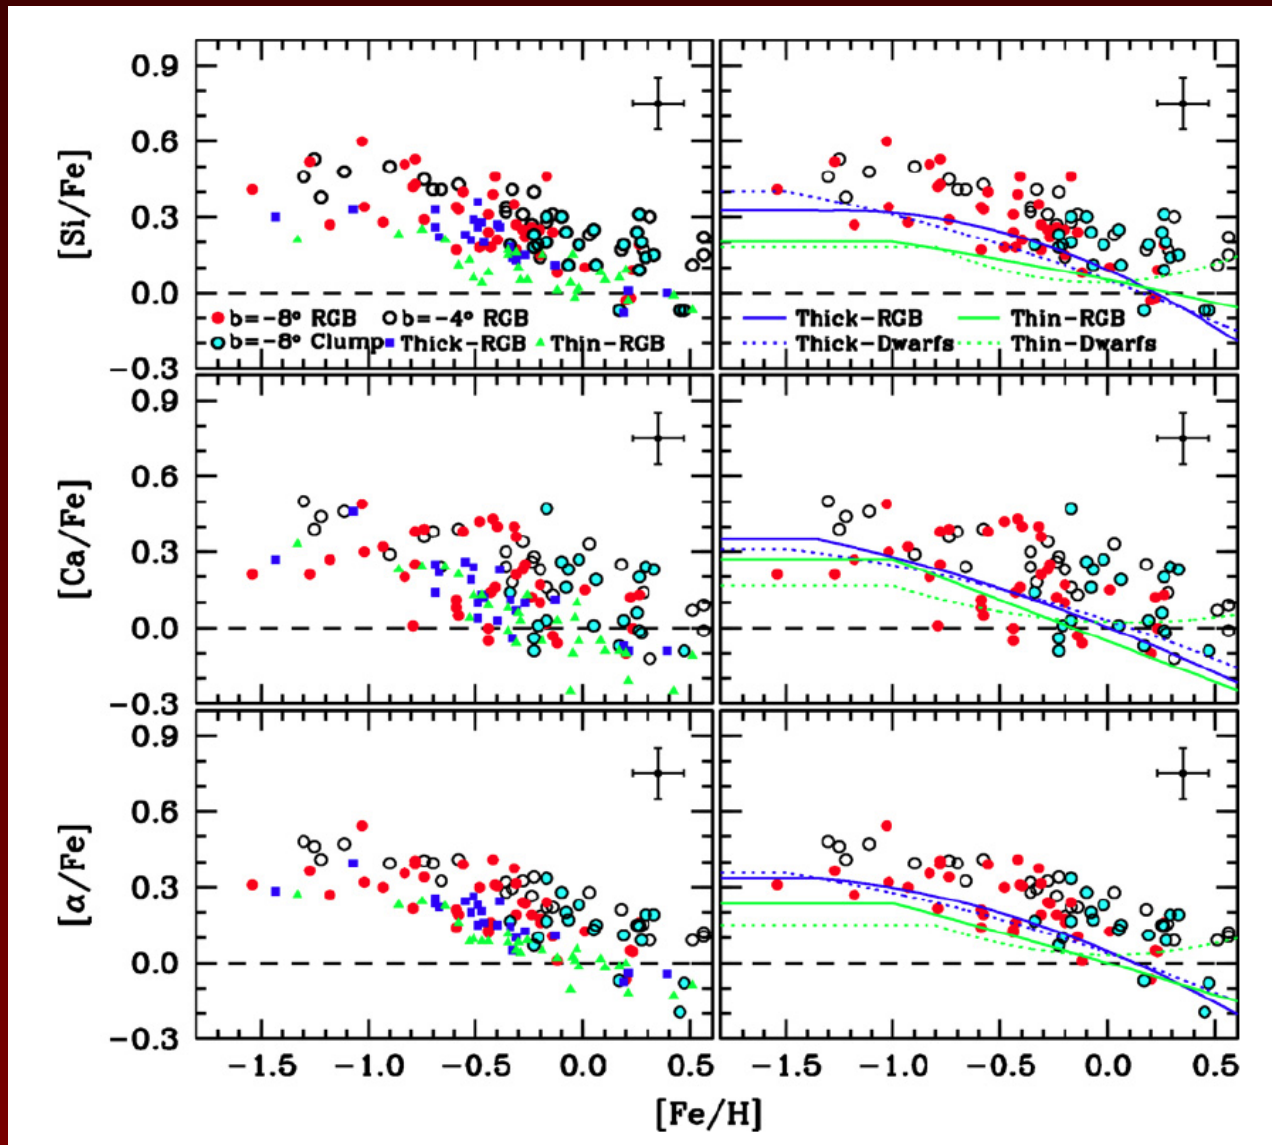 [Si/Fe]
0.9
0.6
0.3
0.0
−0.3
b=−8° RGB
b=−4° RGB
b=−8° Clump
Thick-RGB
Thin-RGB
Thick-RGB
Thin-RGB
Thick-Dwarfs
Thin-Dwarfs
[Ca/Fe]
0.9
0.6
0.3
0.0
−0.3
[α/Fe]
0.9
0.6
0.3
0.0
−0.3
−1.5 −1.0 −0.5 0.0 0.5
−1.5 −1.0 −0.5 0.0 0.5
[Fe/H]